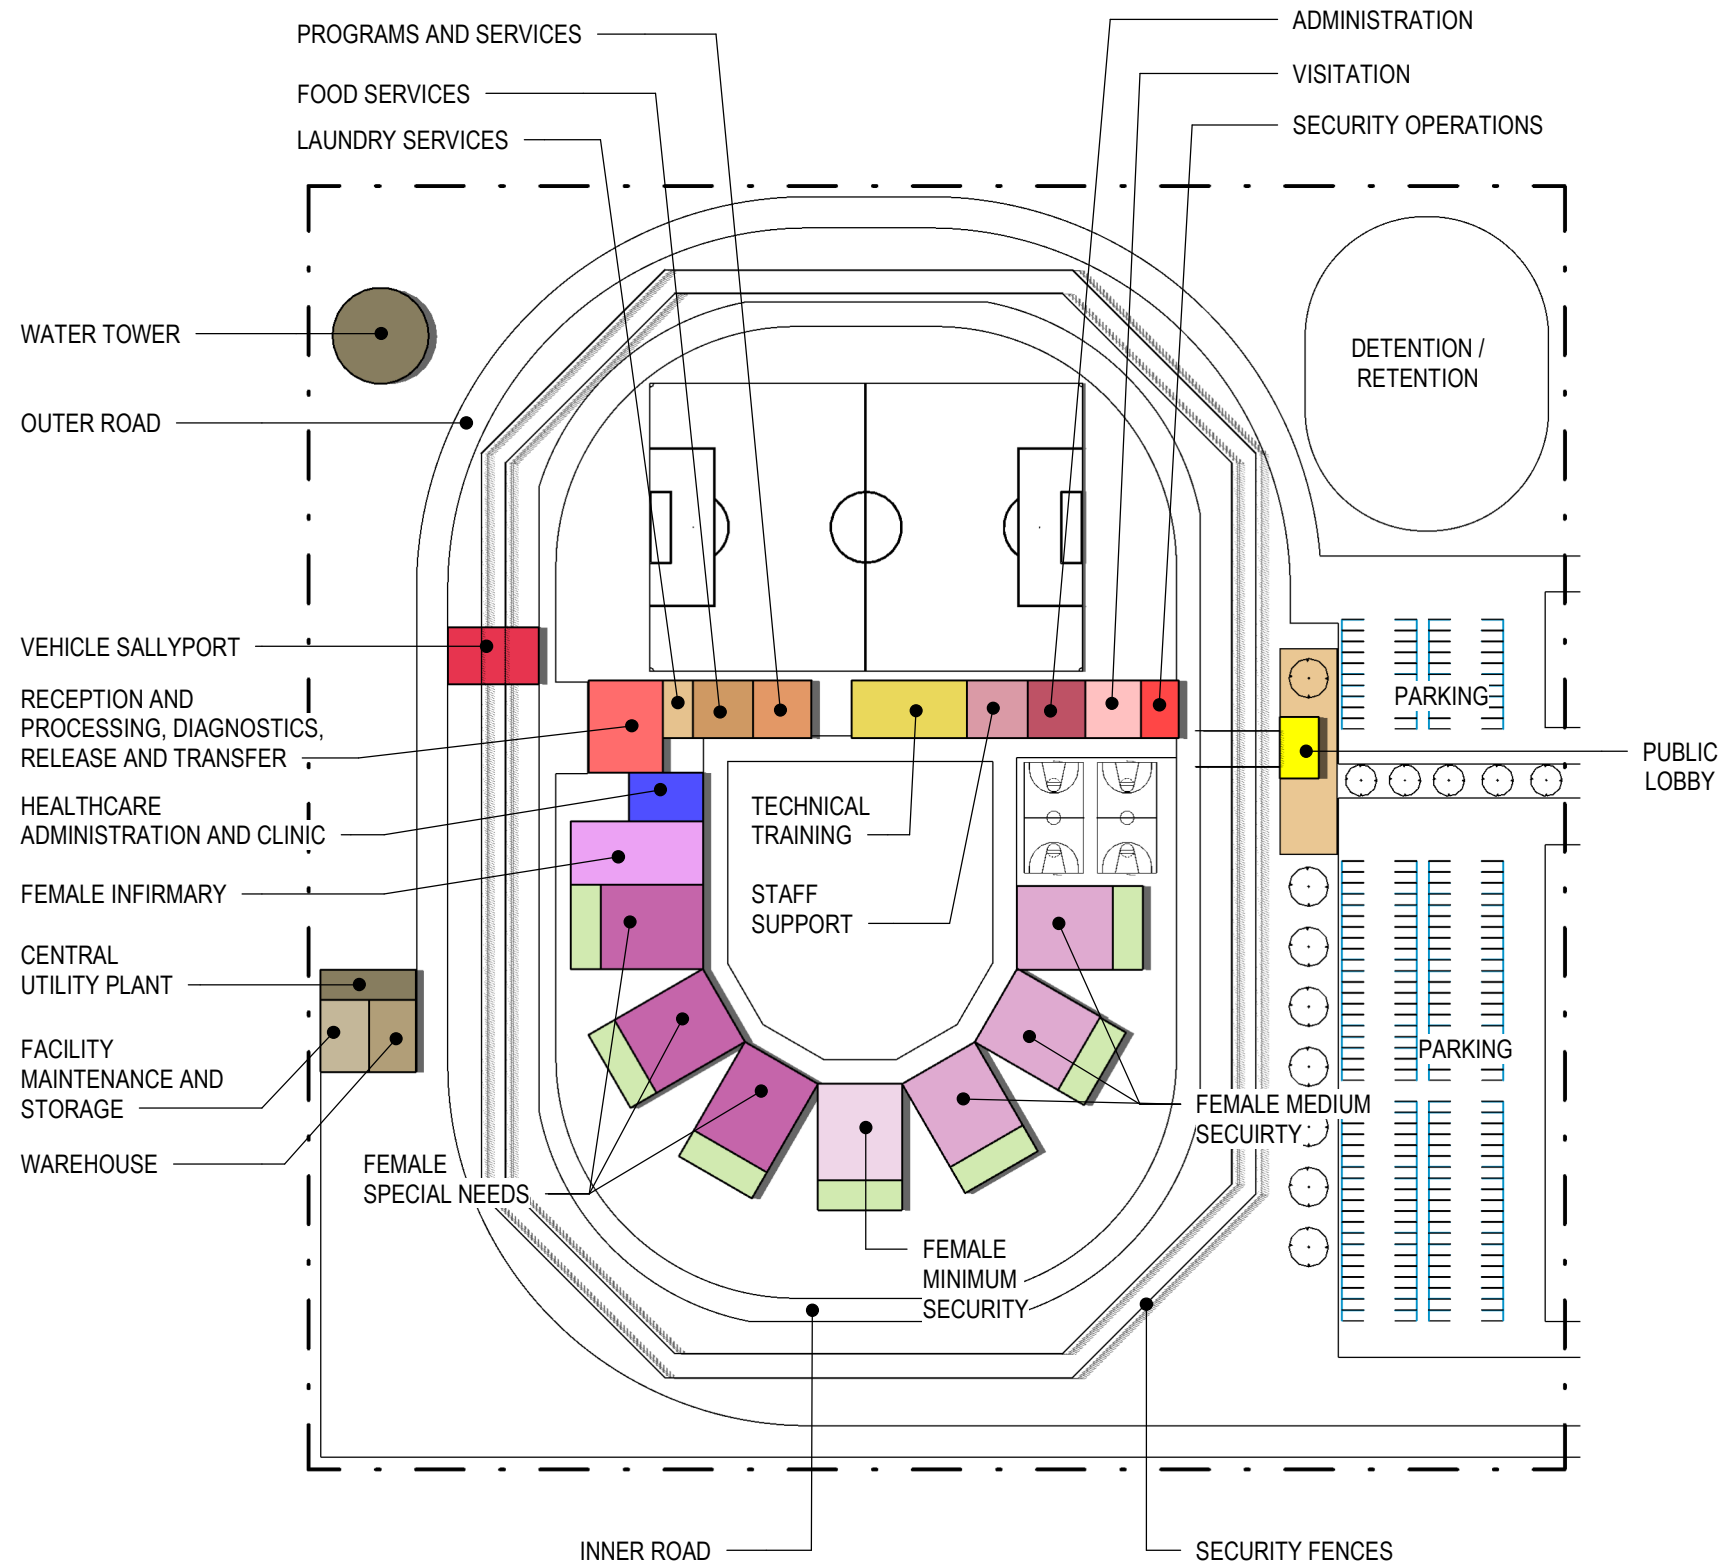 PROGRAMS AND SERVICES
FOOD SERVICES
LAUNDRY SERVICES
ADMINISTRATION
VISITATION
SECURITY OPERATIONS
WATER TOWER
OUTER ROAD
DETENTION /
RETENTION
VEHICLE SALLYPORT
RECEPTION AND
PROCESSING, DIAGNOSTICS,
RELEASE AND TRANSFER
HEALTHCARE
ADMINISTRATION AND CLINIC
FEMALE INFIRMARY
CENTRAL
UTILITY PLANT
FACILITY
MAINTENANCE AND
STORAGE
WAREHOUSE
TECHNICAL
TRAINING
STAFF
SUPPORT
PARKING
PUBLIC
LOBBY
PARKING
FEMALE MEDIUM
SECUIRTY
FEMALE
SPECIAL NEEDS
FEMALE
MINIMUM
SECURITY
INNER ROAD
SECURITY FENCES